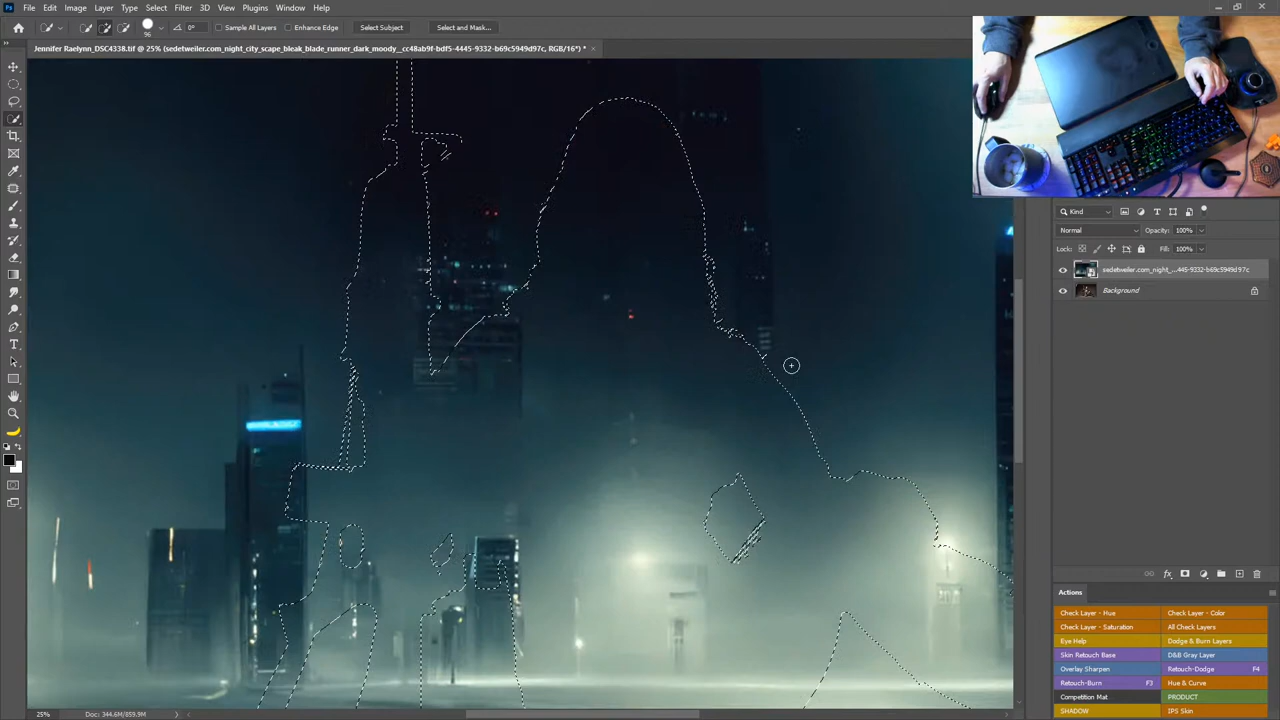 Ps File Edit Image Layer Type Select Filter 3D View Plugins Window Help
96 0° Sample All Layers Enhance Edge Select Subject Select and Mask...
Jennifer Raelynn_DSC4338.tif @ 25% (sedetweiler.com_night_city_scape_bleak_blade_runner_dark_moody__cc48ab9f-bdf5-4445-9332-b69c5949d97c, RGB/16*) *
Kind
Normal Opacity: 100%
Lock: Fill: 100%
sedetweiler.com_night_...445-9332-b69c5949d97c
Background
Actions
Check Layer - Hue Check Layer - Color
Check Layer - Saturation All Check Layers
Eye Help Dodge & Burn Layers
Skin Retouch Base D&B Gray Layer
Overlay Sharpen Retouch-Dodge F4
Retouch-Burn F3 Hue & Curve
Competition Mat PRODUCT
SHADOW IPS Skin
25% Doc: 344.6M/859.9M